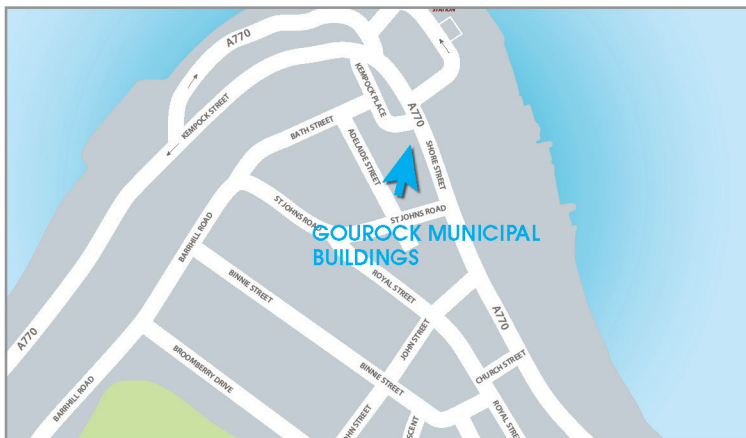 STATION
A770
KEMPOCK PLACE
A770
KEMPOCK STREET
BATH STREET
ADELAIDE STREET
SHORE STREET
ST JOHNS ROAD
ST JOHNS ROAD
BARRHILL ROAD
GOUROCK MUNICIPAL
BUILDINGS
BINNIE STREET
ROYAL STREET
A770
A770
JOHN STREET
BROOMBERRY DRIVE
BINNIE STREET
CHURCH STREET
BARRHILL ROAD
ROYAL